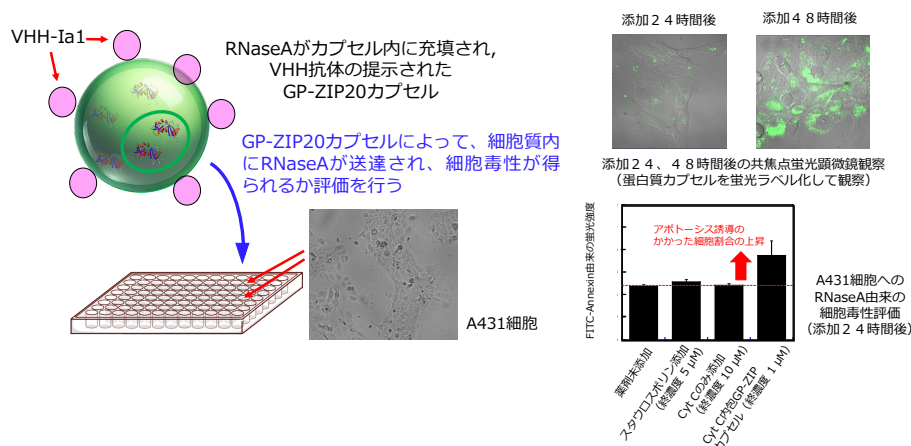 VHH-Ia1
RNaseAがカプセル内に充填され,
VHH抗体の提示された
GP-ZIP20カプセル
GP-ZIP20カプセルによって、細胞質内
にRNaseAが送達され、細胞毒性が得
られるか評価を行う
A431細胞
添加２４時間後
添加４８時間後
添加２４、４８時間後の共焦点蛍光顕微鏡観察
（蛋白質カプセルを蛍光ラベル化して観察）
FITC-Annexin由来の蛍光強度
アポトーシス誘導の
かかった細胞割合の上昇
薬剤未添加
スタウロスポリン添加
(終濃度 5 μM)
Cyt Cのみ添加
(終濃度 10 μM)
Cyt C内包GP-ZIP
カプセル（終濃度 1 μM）
A431細胞への
RNaseA由来の
細胞毒性評価
（添加２４時間後）